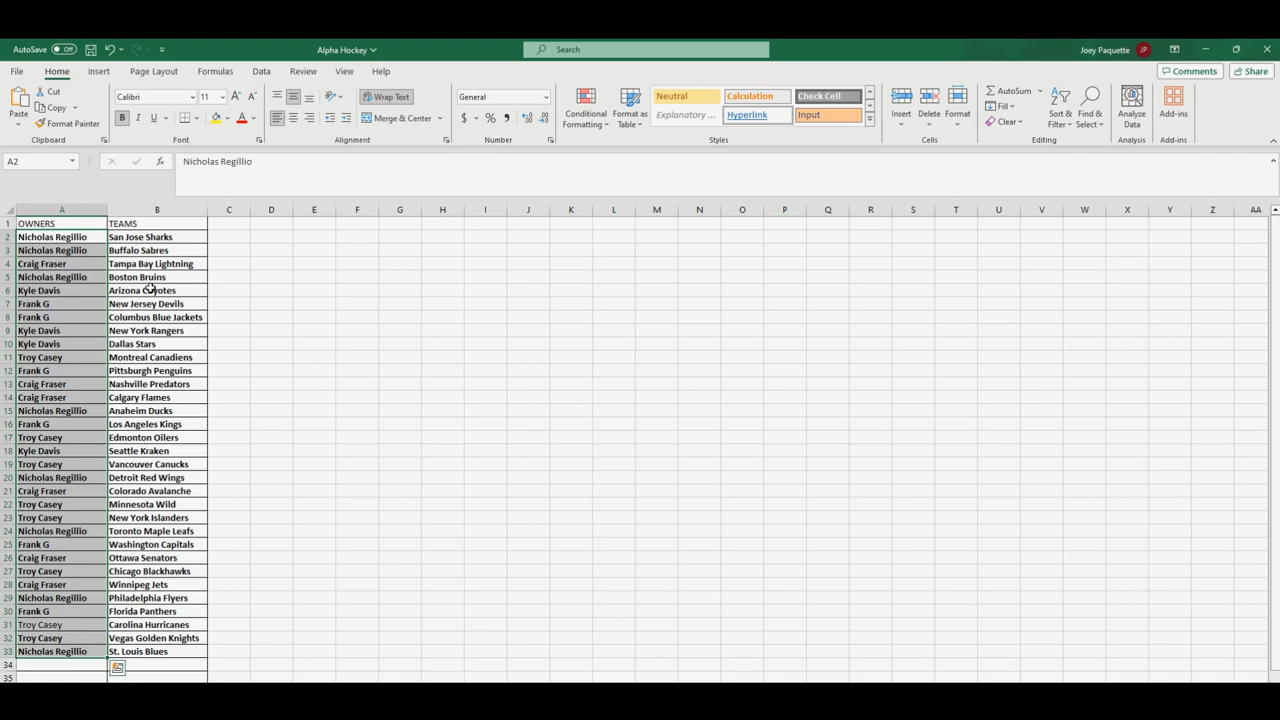 AutoSave Off Alpha Hockey Search Joey Paquette JP
File Home Insert Page Layout Formulas Data Review View Help Comments Share
Paste Cut Copy Format Painter Clipboard
Calibri 11 A A B I U A Font
Wrap Text Merge & Center Alignment
General $ % , Number
Conditional Formatting Format as Table
Neutral Calculation Check Cell
Explanatory ... Hyperlink Input
Styles
Insert Delete Format Cells
AutoSum Fill Clear Sort & Filter Find & Select Editing
Analyze Data Analysis
Add-ins Add-ins
A2 fx Nicholas Regillio
A B C D E F G H I J K L M N O P Q R S T U V W X Y Z AA
1 OWNERS TEAMS
2 Nicholas Regillio San Jose Sharks
3 Nicholas Regillio Buffalo Sabres
4 Craig Fraser Tampa Bay Lightning
5 Nicholas Regillio Boston Bruins
6 Kyle Davis Arizona Coyotes
7 Frank G New Jersey Devils
8 Frank G Columbus Blue Jackets
9 Kyle Davis New York Rangers
10 Kyle Davis Dallas Stars
11 Troy Casey Montreal Canadiens
12 Frank G Pittsburgh Penguins
13 Craig Fraser Nashville Predators
14 Craig Fraser Calgary Flames
15 Nicholas Regillio Anaheim Ducks
16 Frank G Los Angeles Kings
17 Troy Casey Edmonton Oilers
18 Kyle Davis Seattle Kraken
19 Troy Casey Vancouver Canucks
20 Nicholas Regillio Detroit Red Wings
21 Craig Fraser Colorado Avalanche
22 Troy Casey Minnesota Wild
23 Troy Casey New York Islanders
24 Nicholas Regillio Toronto Maple Leafs
25 Frank G Washington Capitals
26 Craig Fraser Ottawa Senators
27 Troy Casey Chicago Blackhawks
28 Craig Fraser Winnipeg Jets
29 Nicholas Regillio Philadelphia Flyers
30 Frank G Florida Panthers
31 Troy Casey Carolina Hurricanes
32 Troy Casey Vegas Golden Knights
33 Nicholas Regillio St. Louis Blues
34
35